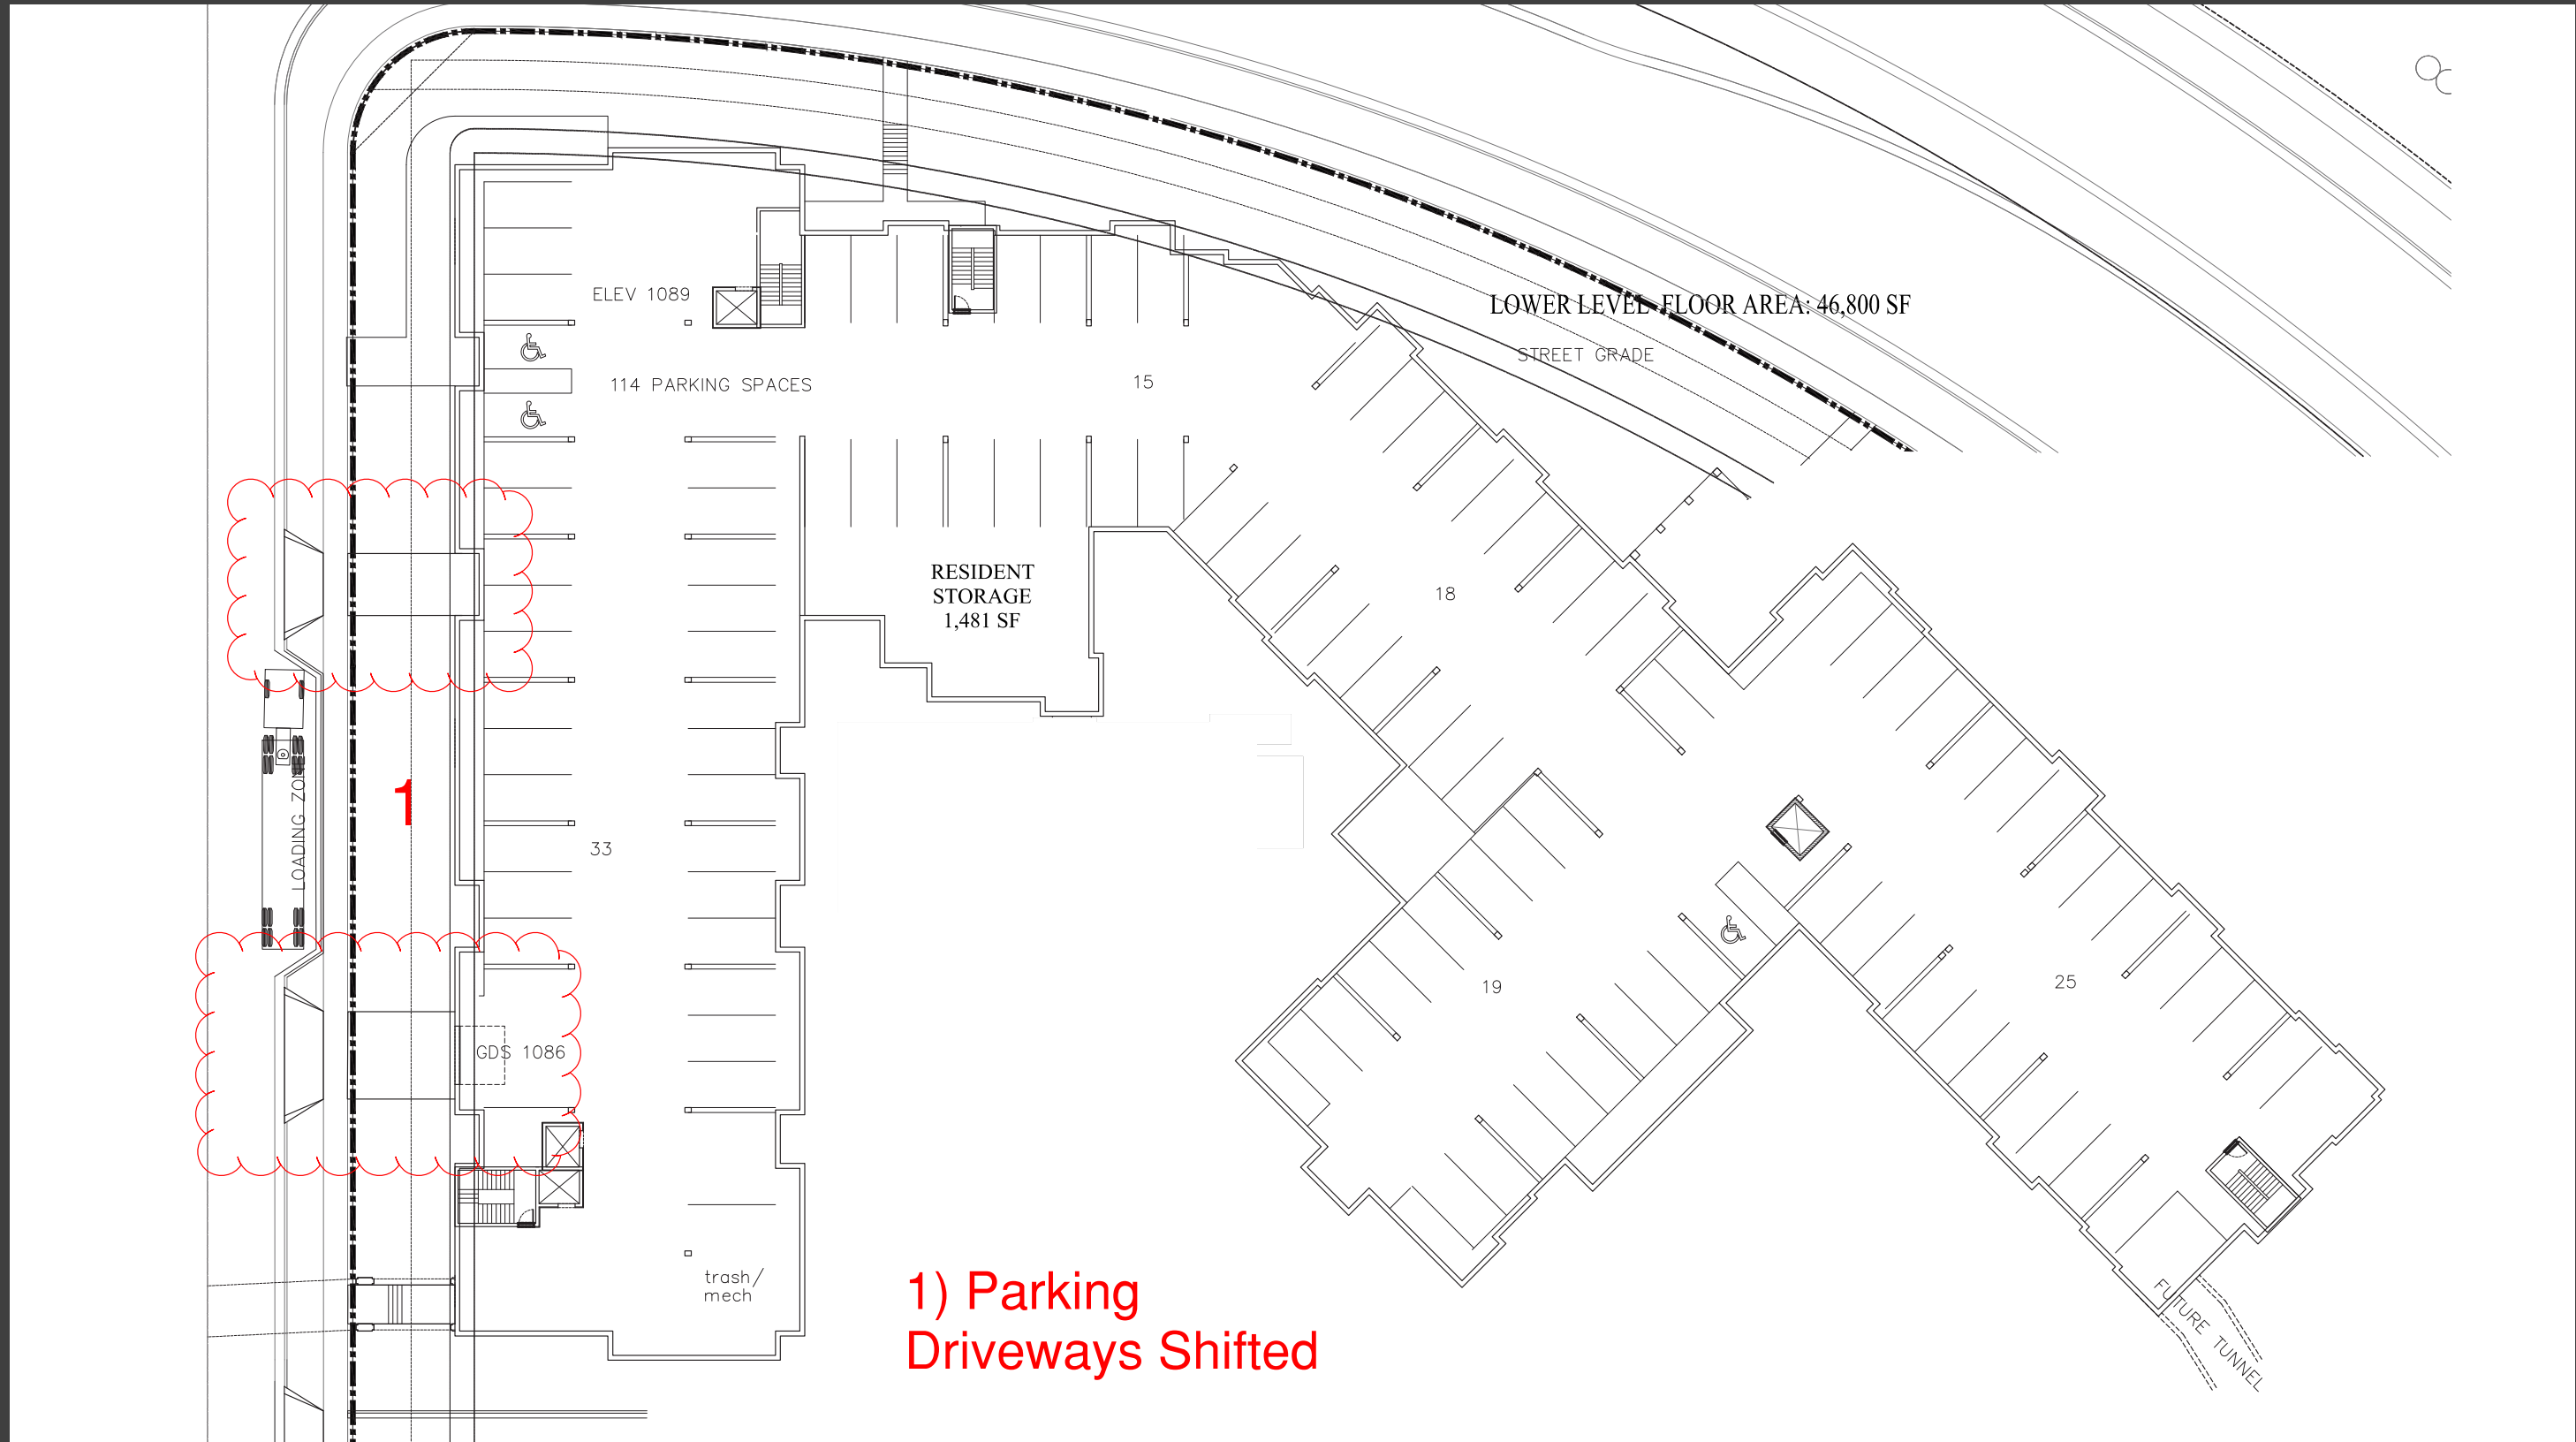 ELEV 1089
LOWER LEVEL FLOOR AREA: 46,800 SF
STREET GRADE
114 PARKING SPACES
15
RESIDENT
STORAGE
1,481 SF
18
1
LOADING ZONE
33
19
25
GDS 1086
trash/
mech
1) Parking
Driveways Shifted
FUTURE TUNNEL